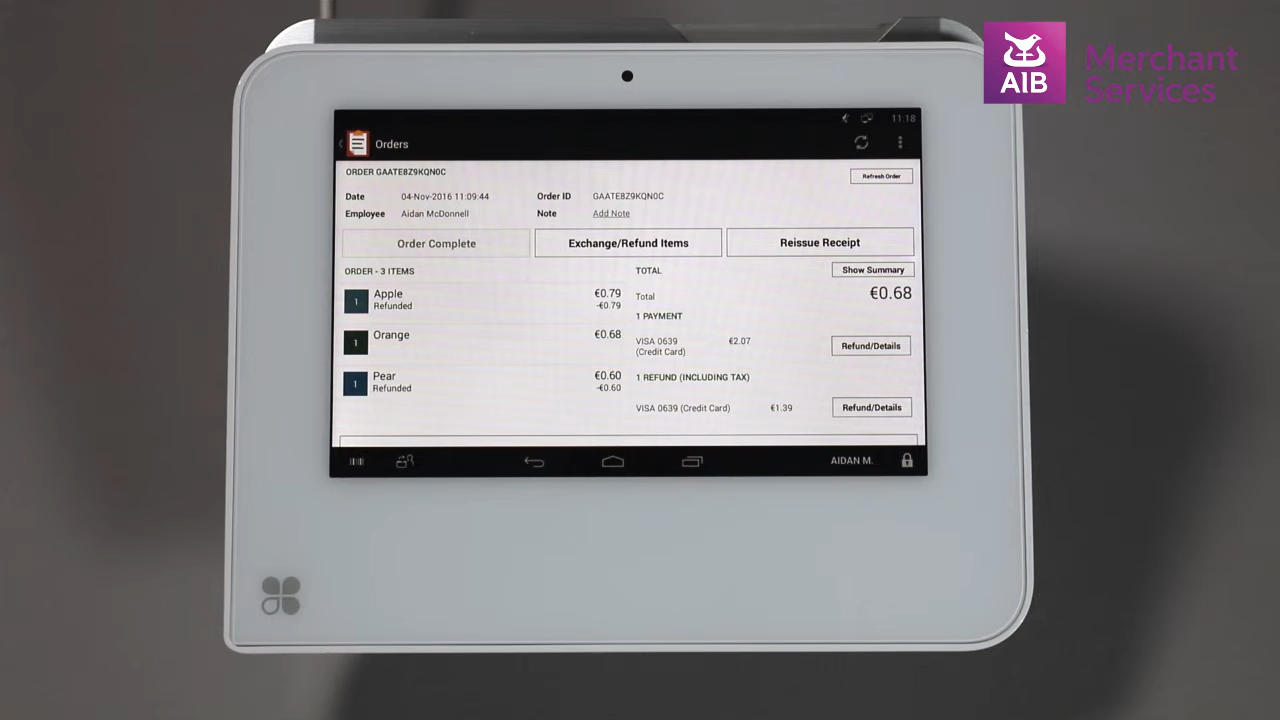 AIB
Merchant
Services
11:18
Orders
ORDER GAATE8Z9KQN0C
Refresh Order
Date 04-Nov-2016 11:09:44 Order ID GAATE8Z9KQN0C
Employee Aidan McDonnell Note Add Note
Order Complete Exchange/Refund Items Reissue Receipt
ORDER - 3 ITEMS TOTAL Show Summary
1 Apple €0.79
Refunded -€0.79
Total €0.68
1 PAYMENT
1 Orange €0.68
VISA 0639 €2.07 Refund/Details
(Credit Card)
1 Pear €0.60
Refunded -€0.60
1 REFUND (INCLUDING TAX)
VISA 0639 (Credit Card) €1.39 Refund/Details
AIDAN M.